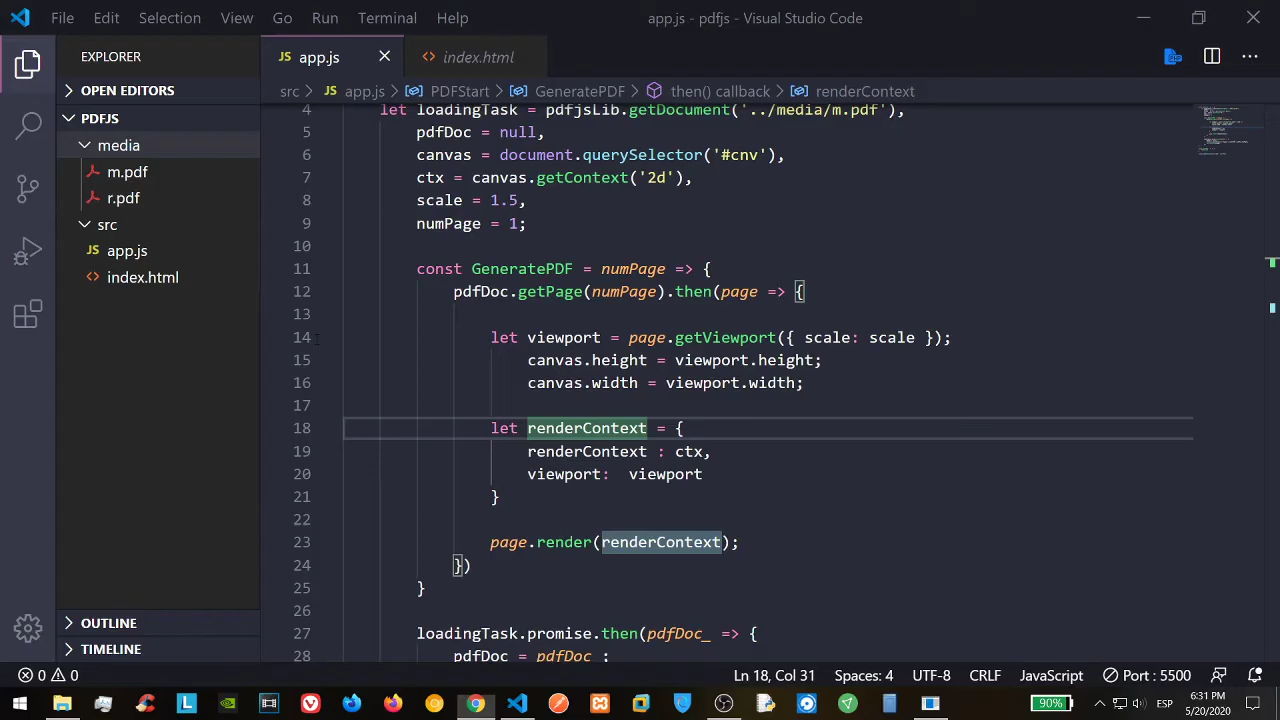 File Edit Selection View Go Run Terminal Help app.js - pdfjs - Visual Studio Code
EXPLORER
JS app.js
<> index.html
OPEN EDITORS
src > JS app.js > PDFStart > GeneratePDF > then() callback > renderContext
PDFJS
media
m.pdf
r.pdf
src
JS app.js
<> index.html
4 let loadingTask = pdfjsLib.getDocument('../media/m.pdf'),
5 pdfDoc = null,
6 canvas = document.querySelector('#cnv'),
7 ctx = canvas.getContext('2d'),
8 scale = 1.5,
9 numPage = 1;
10
11 const GeneratePDF = numPage => {
12 pdfDoc.getPage(numPage).then(page => {
13
14 let viewport = page.getViewport({ scale: scale });
15 canvas.height = viewport.height;
16 canvas.width = viewport.width;
17
18 let renderContext = {
19 renderContext : ctx,
20 viewport:  viewport
21 }
22
23 page.render(renderContext);
24 })
25 }
26
27 loadingTask.promise.then(pdfDoc_ => {
28 pdfDoc = pdfDoc_;
OUTLINE
TIMELINE
0 0 Ln 18, Col 31 Spaces: 4 UTF-8 CRLF JavaScript Port : 5500
90% ESP 6:31 PM
5/20/2020